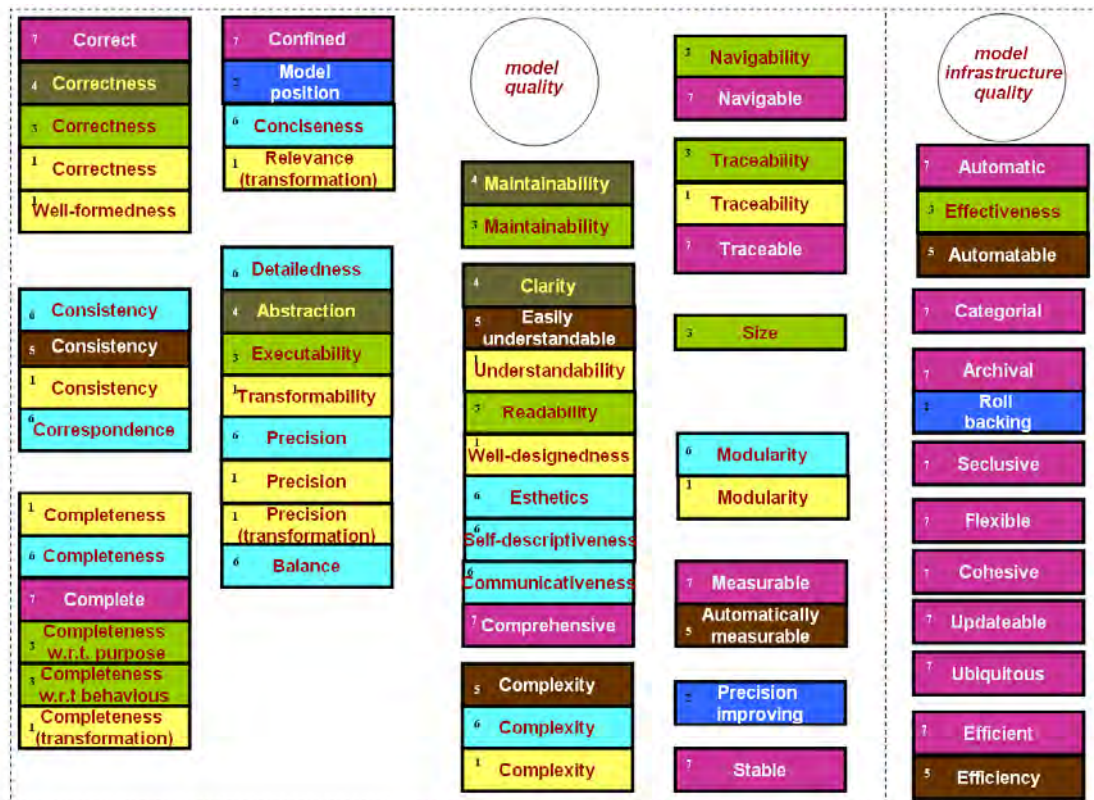 7 Correct
4 Correctness
3 Correctness
1 Correctness
1 Well-formedness
6 Consistency
5 Consistency
1 Consistency
6 Correspondence
1 Completeness
6 Completeness
7 Complete
3 Completeness
w.r.t. purpose
3 Completeness
w.r.t behavious
1 Completeness
(transformation)
7 Confined
Model
position
6 Conciseness
1 Relevance
(transformation)
6 Detailedness
4 Abstraction
3 Executability
1 Transformability
6 Precision
1 Precision
1 Precision
(transformation)
6 Balance
model
quality
4 Maintainability
3 Maintainability
4 Clarity
5 Easily
understandable
1 Understandability
3 Readability
1 Well-designedness
6 Esthetics
6 Self-descriptiveness
6 Communicativeness
7 Comprehensive
5 Complexity
6 Complexity
1 Complexity
3 Navigability
7 Navigable
3 Traceability
1 Traceability
7 Traceable
3 Size
6 Modularity
1 Modularity
7 Measurable
5 Automatically
measurable
Precision
improving
7 Stable
model
infrastructure
quality
7 Automatic
3 Effectiveness
5 Automatable
7 Categorial
7 Archival
Roll
backing
7 Seclusive
7 Flexible
7 Cohesive
7 Updateable
7 Ubiquitous
7 Efficient
5 Efficiency